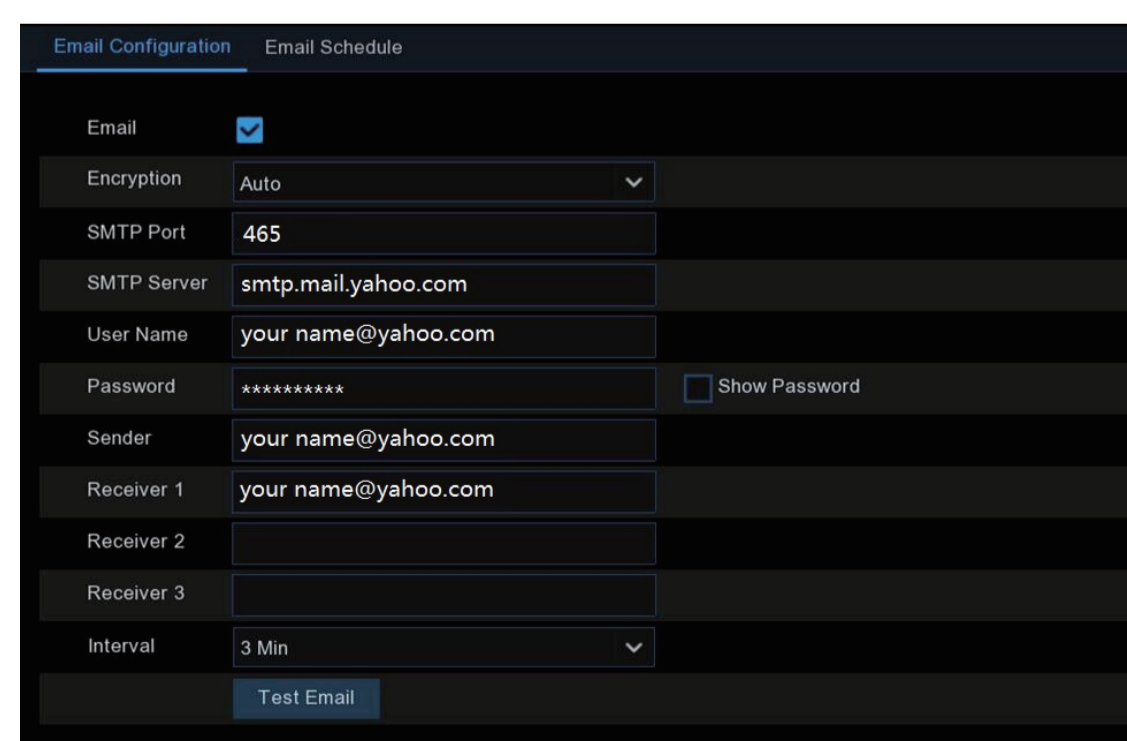 Email Configuration Email Schedule
Email
Encryption Auto
SMTP Port 465
SMTP Server smtp.mail.yahoo.com
User Name your name@yahoo.com
Password ********** Show Password
Sender your name@yahoo.com
Receiver 1 your name@yahoo.com
Receiver 2
Receiver 3
Interval 3 Min
Test Email